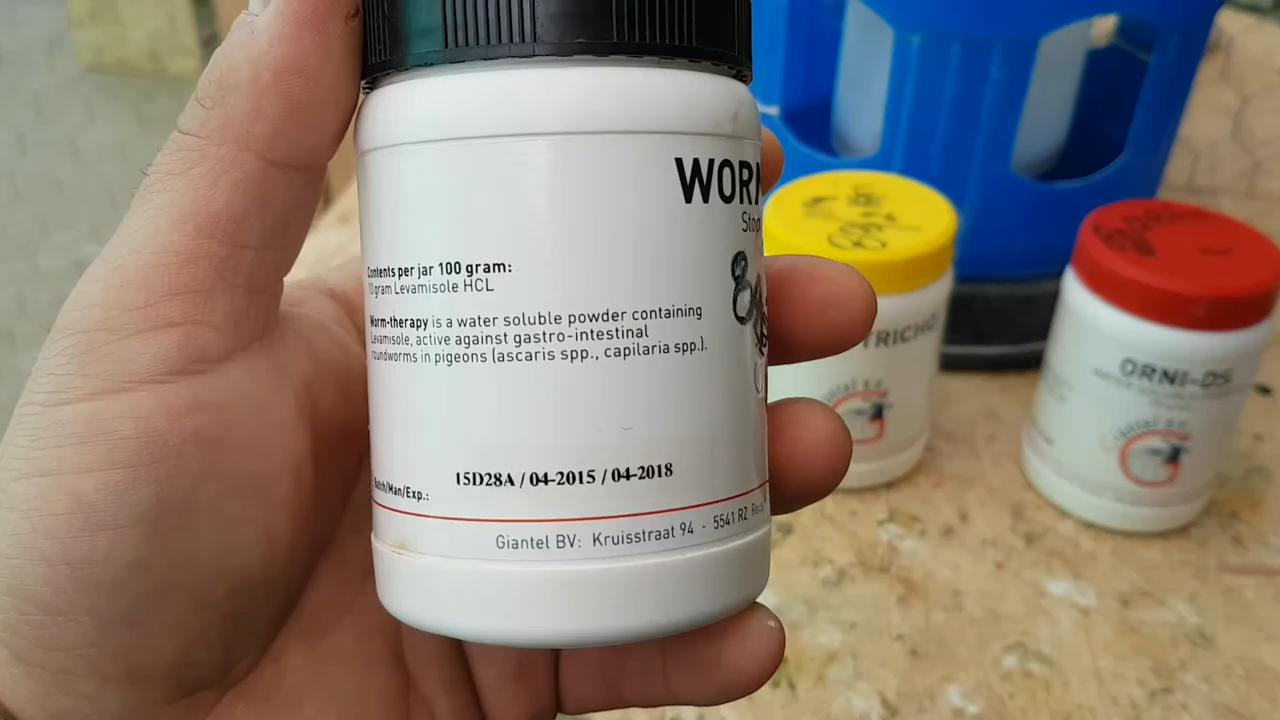 WORM
Stop
Contents per jar 100 gram:
10 gram Levamisole HCL
Worm-therapy is a water soluble powder containing
Levamisole, active against gastro-intestinal
roundworms in pigeons (ascaris spp., capilaria spp.).
Batch/Man/Exp.: 15D28A / 04-2015 / 04-2018
Giantel BV: Kruisstraat 94 - 5541 RZ
TRICHO
ORNI-DS